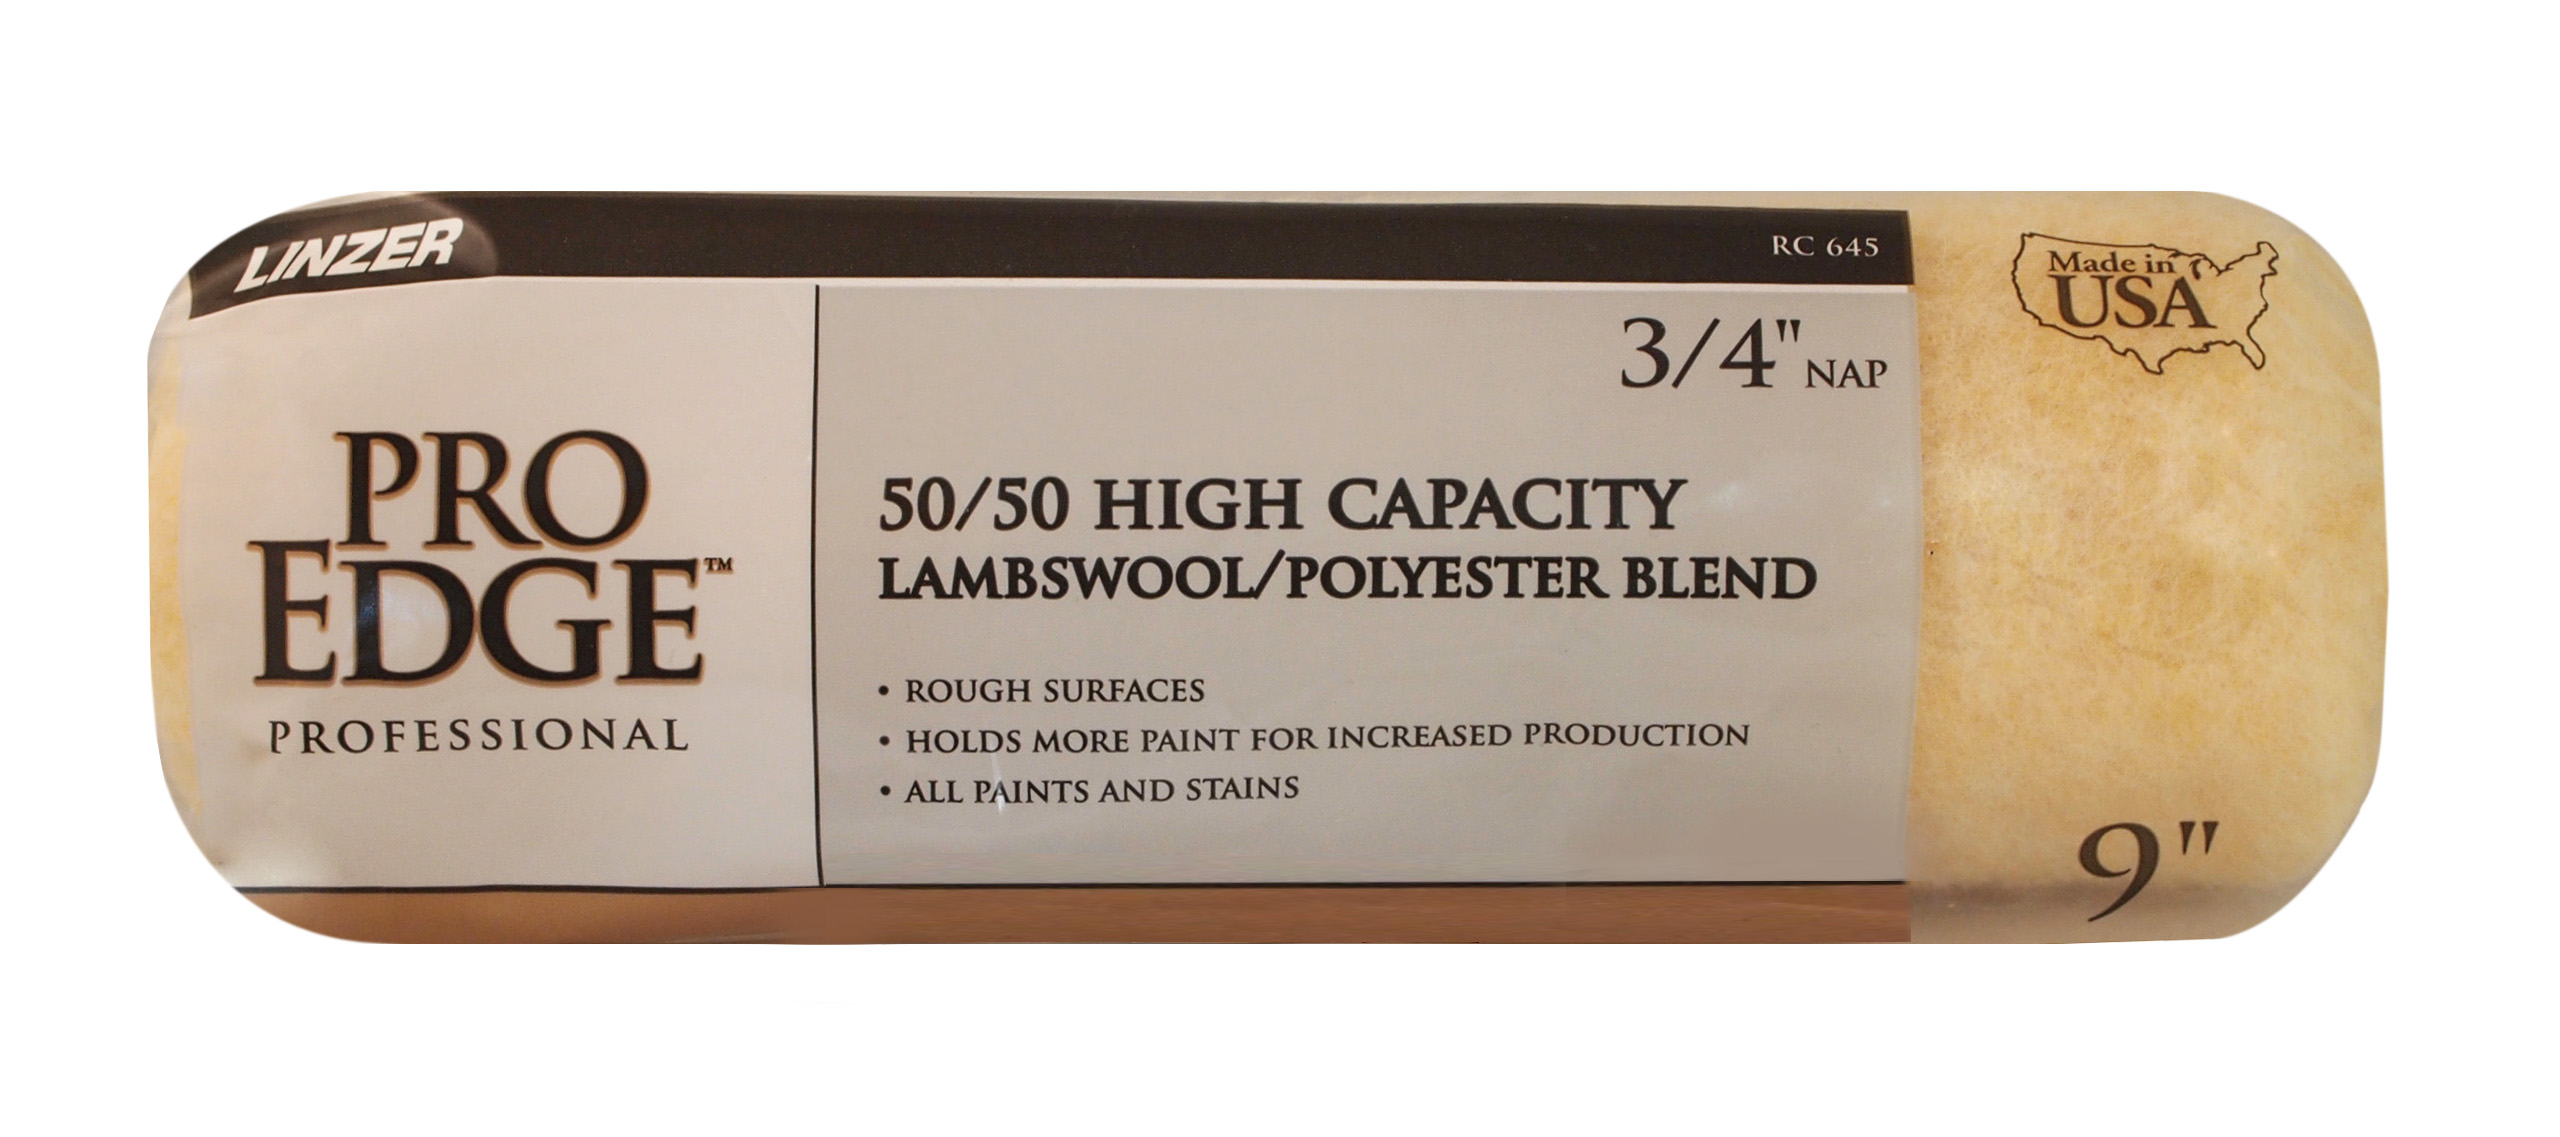 LINZER
RC 645
Made in
USA
3/4" NAP
PRO
EDGE™
PROFESSIONAL
50/50 HIGH CAPACITY
LAMBSWOOL/POLYESTER BLEND
• ROUGH SURFACES
• HOLDS MORE PAINT FOR INCREASED PRODUCTION
• ALL PAINTS AND STAINS
9"